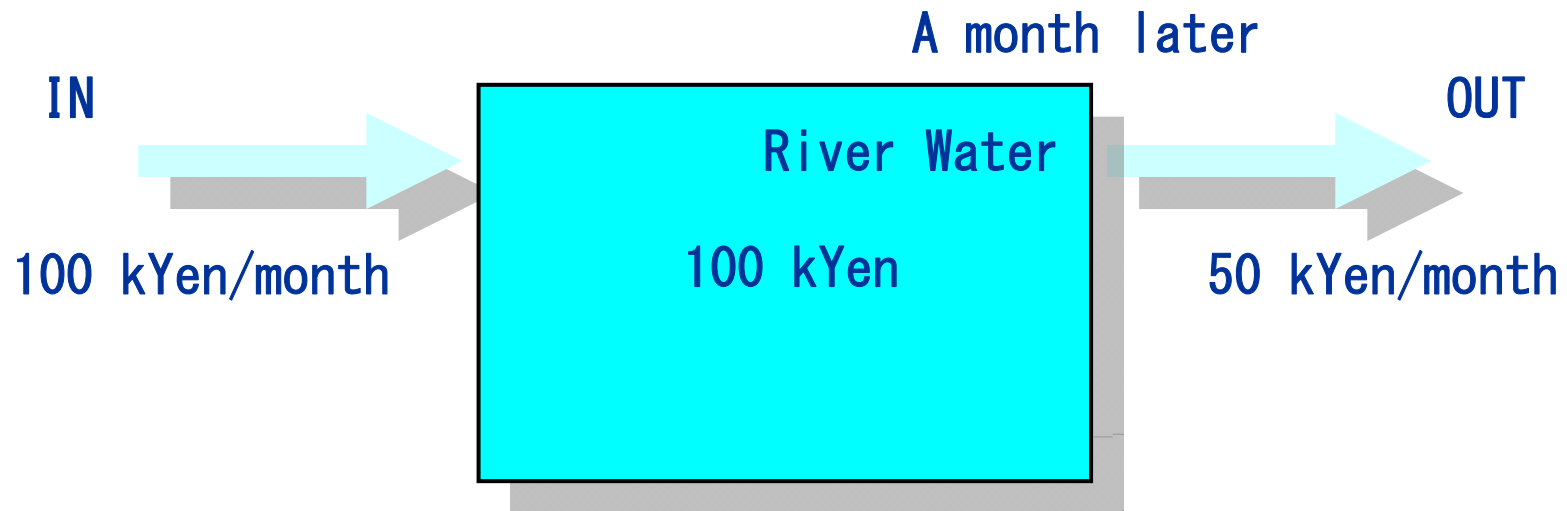 A month later
IN
OUT
River Water
100 kYen/month
100 kYen
50 kYen/month